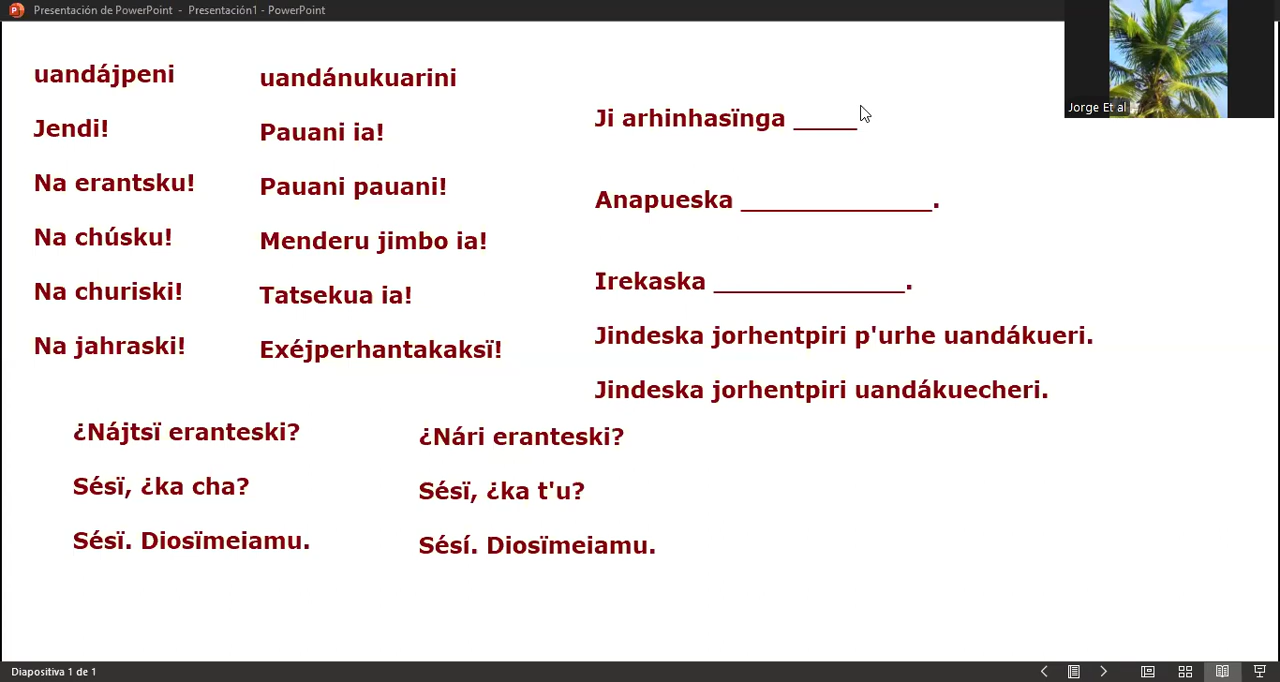 Presentación de PowerPoint - Presentación1 - PowerPoint
Jorge Et al
uandájpeni
Jendi!
Na erantsku!
Na chúsku!
Na churiski!
Na jahraski!
uandánukuarini
Pauani ia!
Pauani pauani!
Menderu jimbo ia!
Tatsekua ia!
Exéjperhantakaksï!
Ji arhinhasïnga _____
Anapueska _______________.
Irekaska _______________.
Jindeska jorhentpiri p'urhe uandákueri.
Jindeska jorhentpiri uandákuecheri.
¿Nájtsï eranteski?
Sésï, ¿ka cha?
Sésï. Diosïmeiamu.
¿Nári eranteski?
Sésï, ¿ka t'u?
Sésí. Diosïmeiamu.
Diapositiva 1 de 1